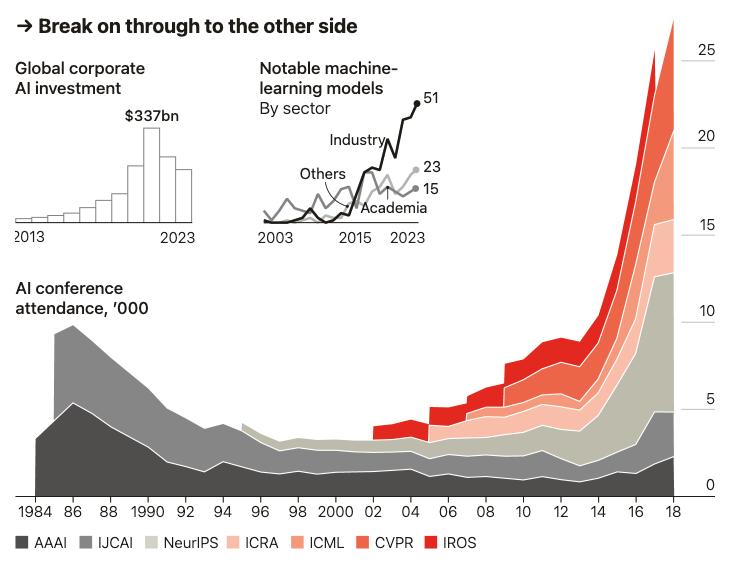 → Break on through to the other side
Global corporate
AI investment
$337bn
2013
2023
Notable machine-
learning models
By sector
51
Industry
Others
23
15
Academia
2003
2015
2023
AI conference
attendance, ’000
25
20
15
10
5
0
1984 86 88 1990 92 94 96 98 2000 02 04 06 08 10 12 14 16 18
AAAI IJCAI NeurIPS ICRA ICML CVPR IROS